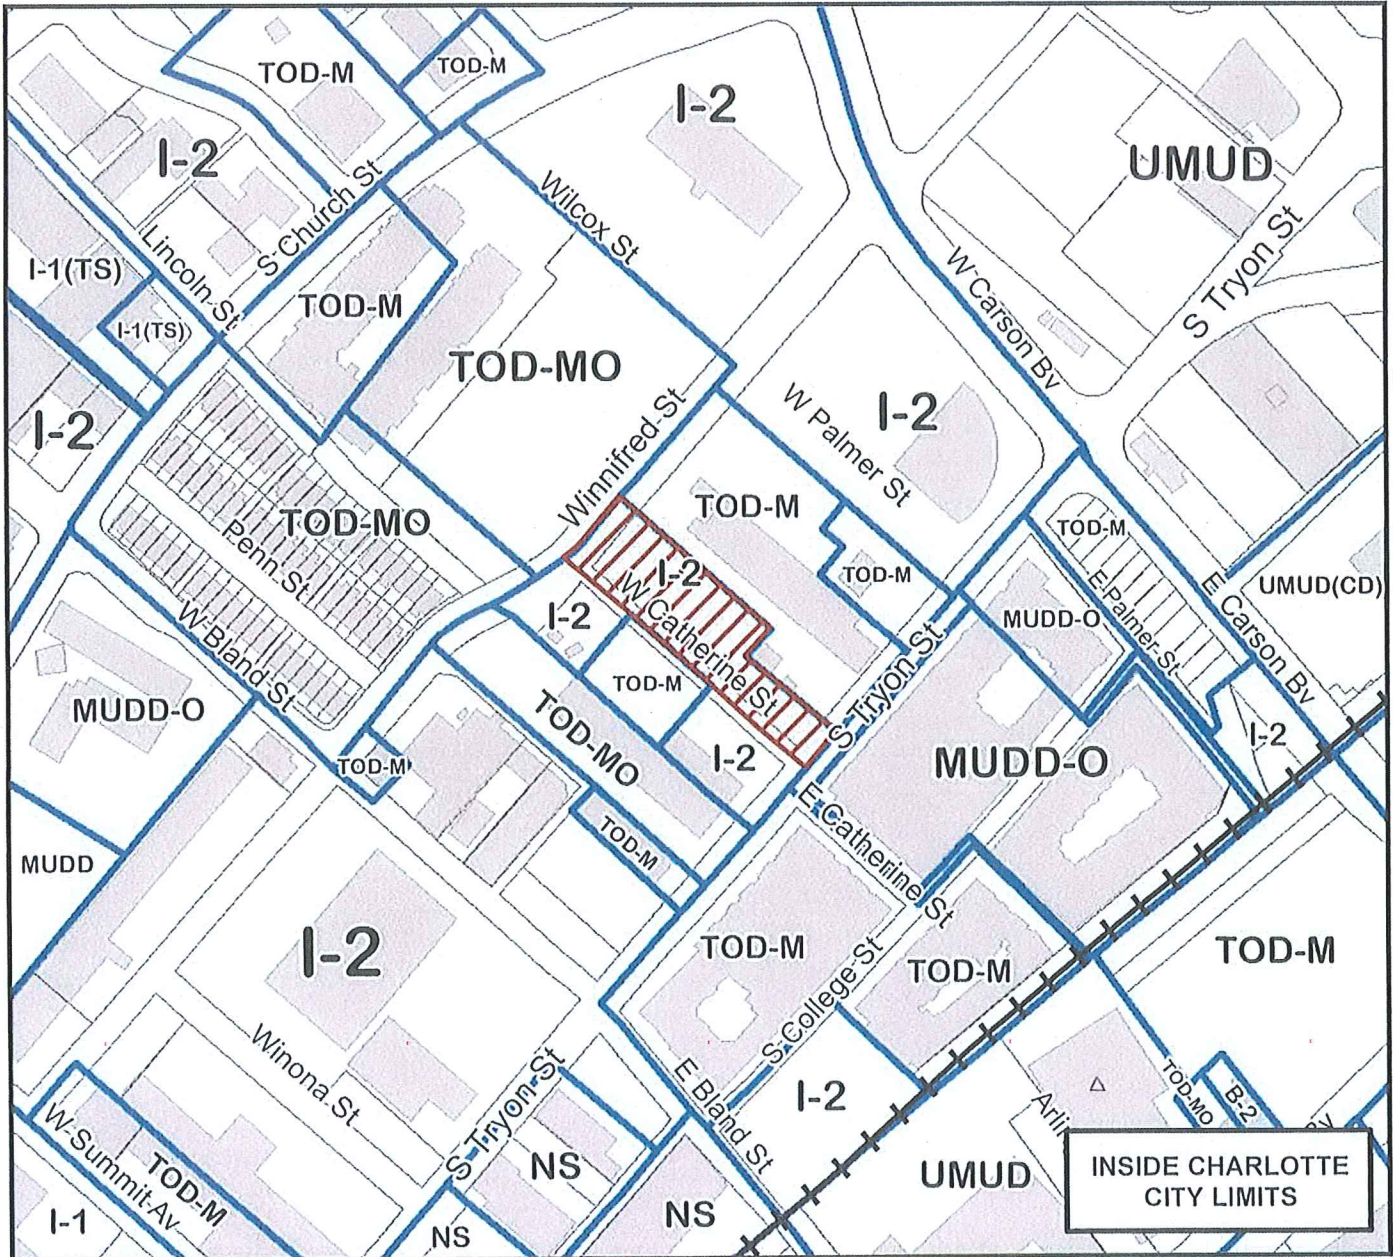 TOD-M
TOD-M
I-2
UMUD
I-2
S Church St
Wilcox St
S Tryon St
I-1(TS)
Lincoln St
W Carson Bv
I-1(TS)
TOD-M
TOD-MO
I-2
I-2
W Palmer St
Winnifred St
TOD-M
TOD-MO
Penn St
TOD-M
I-2
TOD-M
E Palmer St
E Carson Bv
UMUD(CD)
W Catherine St
I-2
MUDD-O
W Bland St
TOD-M
MUDD-O
TOD-MO
S Tryon St
I-2
MUDD-O
I-2
TOD-M
E Catherine St
TOD-M
MUDD
I-2
TOD-M
S College St
TOD-M
TOD-M
Winona St
S Tryon St
E Bland St
I-2
TOD-MO
B-2
Arli
W Summit Av
TOD-M
NS
UMUD
I-1
NS
NS
INSIDE CHARLOTTE
CITY LIMITS